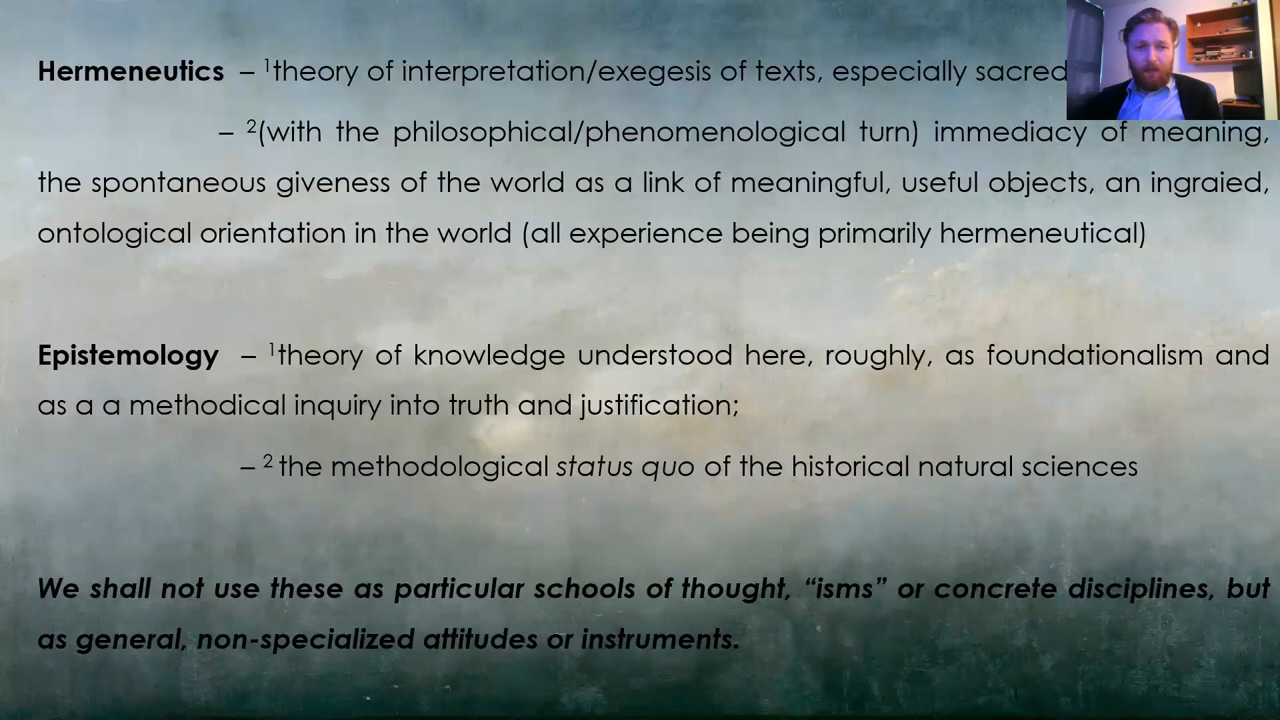 Hermeneutics – ¹theory of interpretation/exegesis of texts, especially sacred
– ²(with the philosophical/phenomenological turn) immediacy of meaning,
the spontaneous giveness of the world as a link of meaningful, useful objects, an ingraied,
ontological orientation in the world (all experience being primarily hermeneutical)
Epistemology – ¹theory of knowledge understood here, roughly, as foundationalism and
as a a methodical inquiry into truth and justification;
– ² the methodological status quo of the historical natural sciences
We shall not use these as particular schools of thought, “isms” or concrete disciplines, but
as general, non-specialized attitudes or instruments.